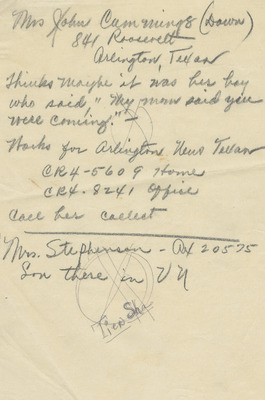 Mrs John Cummings (Dawn)
841 Roosevelt
Arlington, Texas
Thinks maybe it was her boy
who said, "My mom said you
were coming." –
Works for Arlington News Texan
CR4-5609 Home
CR4-8241 Office
Call her collect
Mrs. Stephenson - 20575
Son there in VN